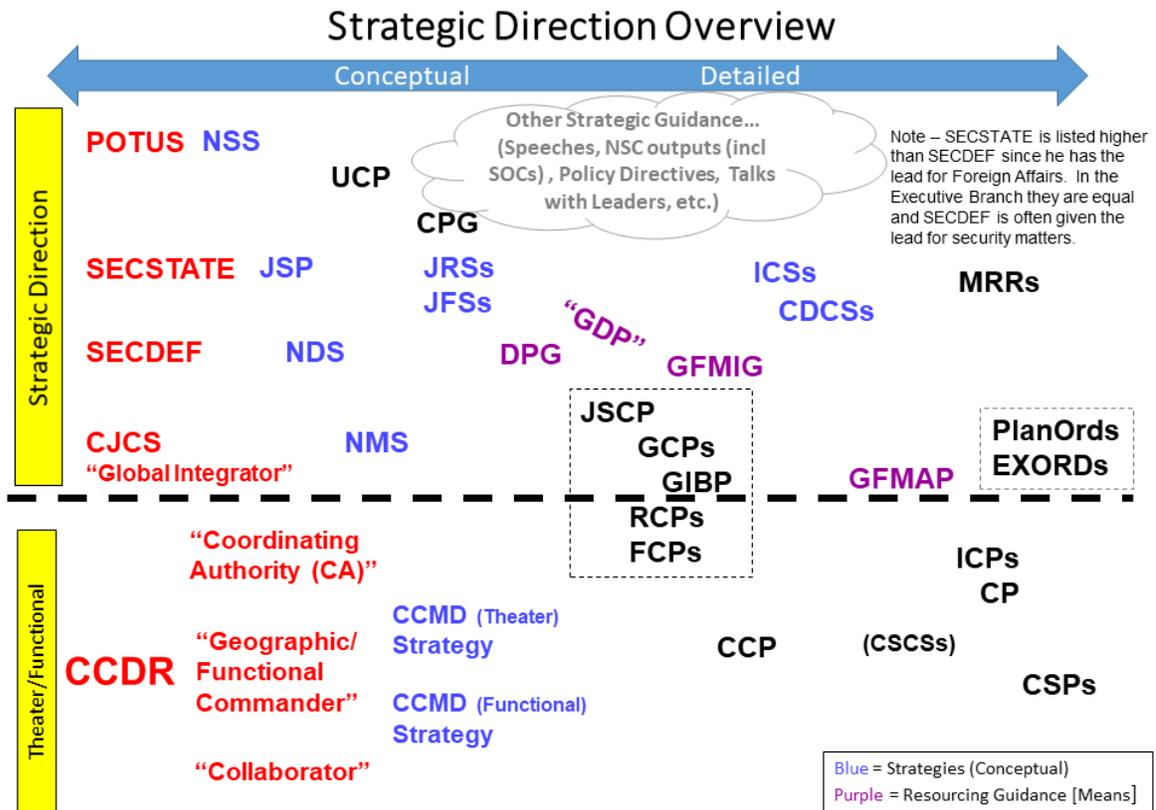 Strategic Direction Overview
Conceptual
Detailed
Strategic Direction
POTUS
NSS
UCP
CPG
Other Strategic Guidance...
(Speeches, NSC outputs (incl
SOCs) , Policy Directives, Talks
with Leaders, etc.)
Note – SECSTATE is listed higher
than SECDEF since he has the
lead for Foreign Affairs. In the
Executive Branch they are equal
and SECDEF is often given the
lead for security matters.
SECSTATE
JSP
JRSs
JFSs
ICSs
CDCSs
MRRs
SECDEF
NDS
DPG
“GDP”
GFMIG
CJCS
“Global Integrator”
NMS
JSCP
GCPs
GIBP
RCPs
FCPs
GFMAP
PlanOrds
EXORDs
Theater/Functional
CCDR
“Coordinating
Authority (CA)”
“Geographic/
Functional
Commander”
“Collaborator”
CCMD (Theater)
Strategy
CCMD (Functional)
Strategy
CCP
(CSCSs)
ICPs
CP
CSPs
Blue = Strategies (Conceptual)
Purple = Resourcing Guidance [Means]